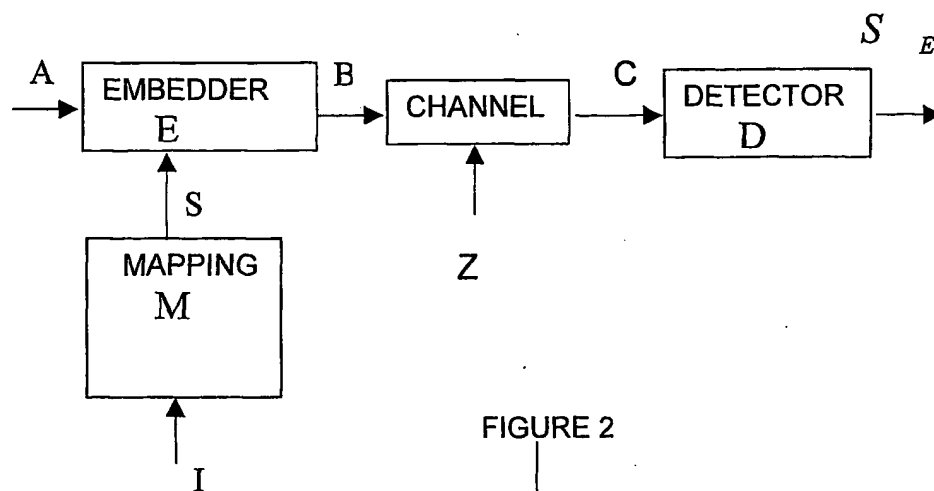 S E
A
EMBEDDER
E
B
CHANNEL
C
DETECTOR
D
S
MAPPING
M
Z
FIGURE 2
I